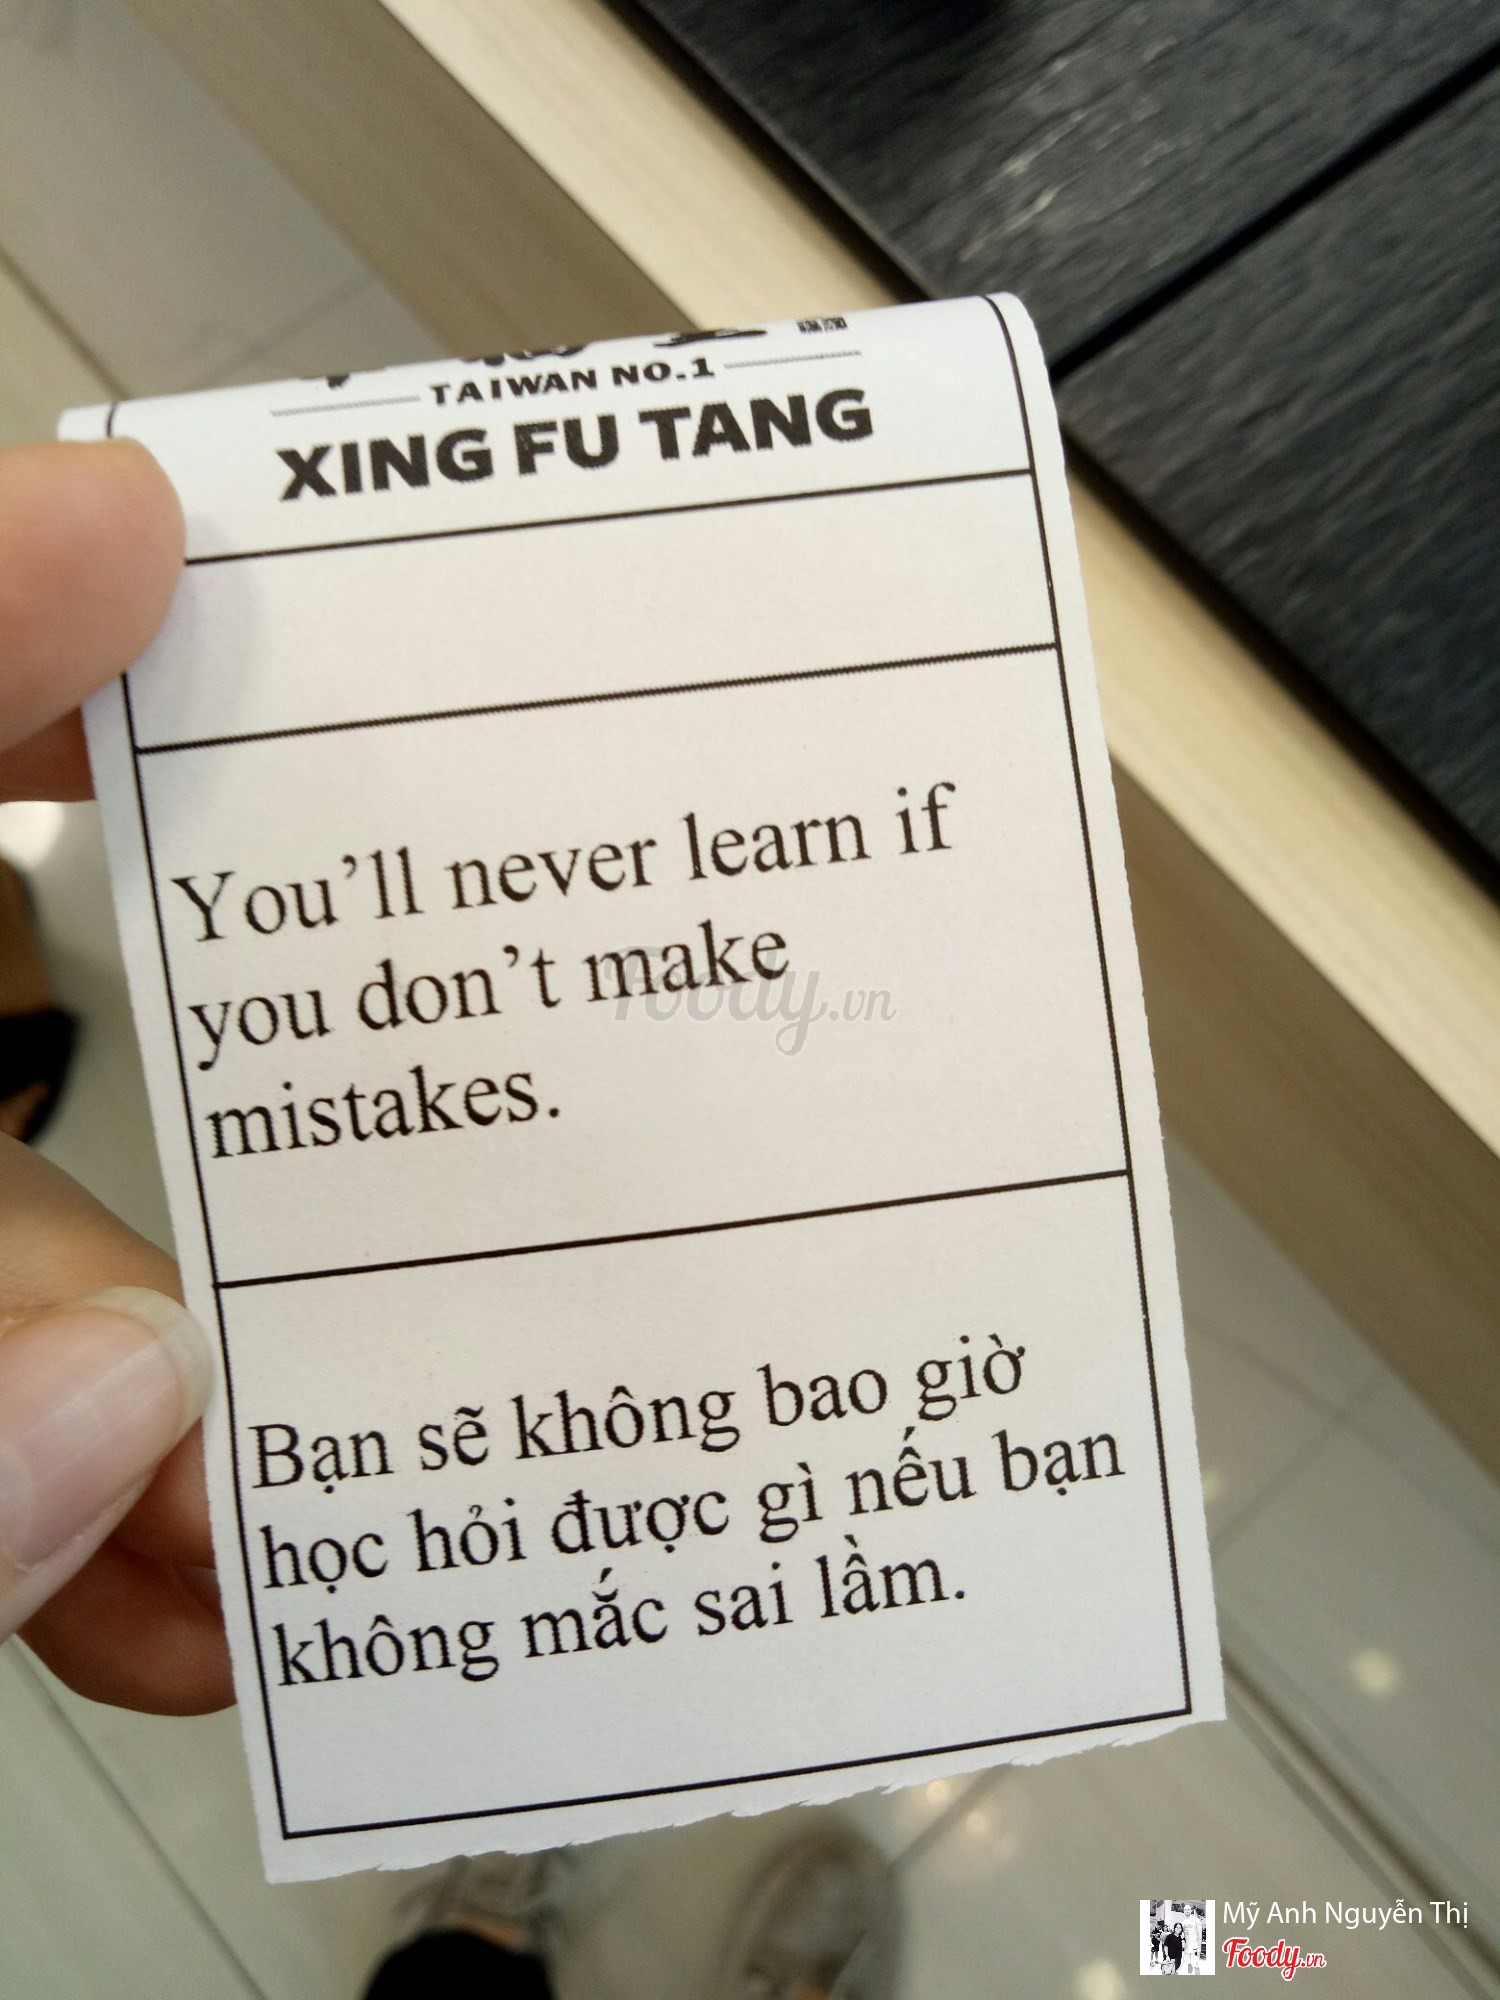 TAIWAN NO.1
XING FU TANG
You’ll never learn if
you don’t make
mistakes.
Foody.vn
Bạn sẽ không bao giờ
học hỏi được gì nếu bạn
không mắc sai lầm.
Mỹ Anh Nguyễn Thị
Foody.vn